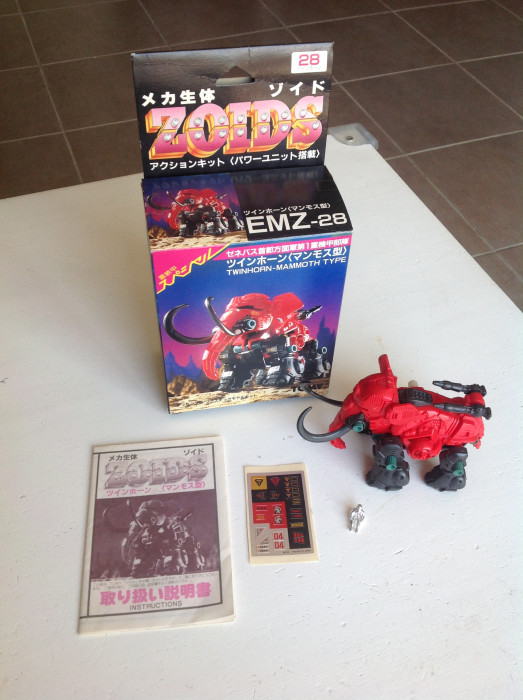 28
メカ生体 ゾイド
ZOIDS
アクションキット〈パワーユニット搭載〉
ツインホーン〈マンモス型〉
EMZ-28
ゼネバス首都方面軍第1重機甲部隊
ツインホーン〈マンモス型〉
TWINHORN-MAMMOTH TYPE
メカ生体 ゾイド
ZOIDS
ツインホーン〈マンモス型〉
取り扱い説明書
INSTRUCTIONS
04
04